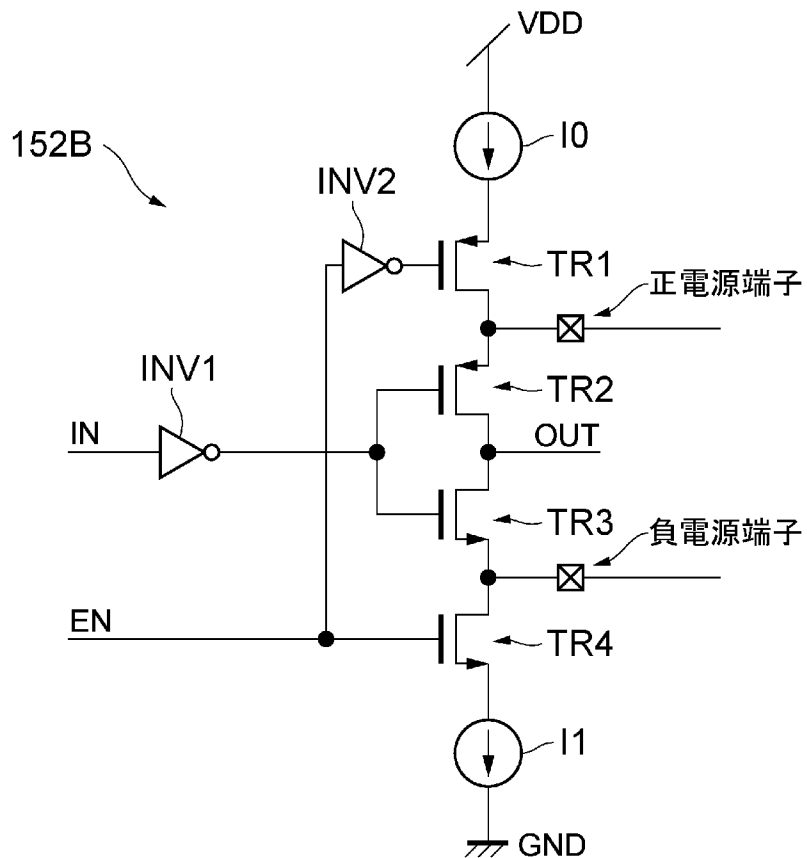 VDD
I0
152B
INV2
TR1
正電源端子
INV1
TR2
IN
OUT
TR3
負電源端子
EN
TR4
I1
GND